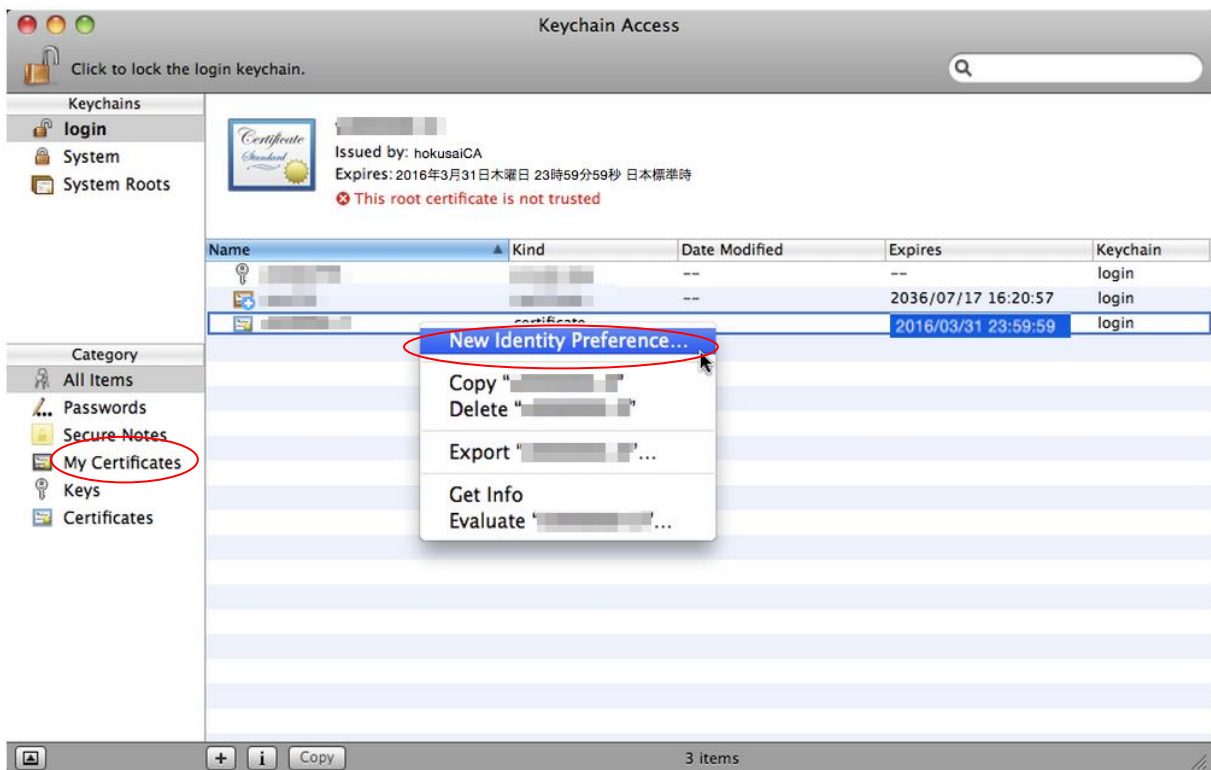 Keychain Access
Click to lock the login keychain.
Keychains
login
System
System Roots
Certificate
Standard
Issued by: hokusaiCA
Expires: 2016年3月31日木曜日 23時59分59秒 日本標準時
This root certificate is not trusted
Name Kind Date Modified Expires Keychain
-- -- login
-- 2036/07/17 16:20:57 login
certificate 2016/03/31 23:59:59 login
New Identity Preference...
Copy “ ”
Delete “ ”
Export “ ”...
Get Info
Evaluate “ ”...
Category
All Items
Passwords
Secure Notes
My Certificates
Keys
Certificates
+ i Copy 3 items